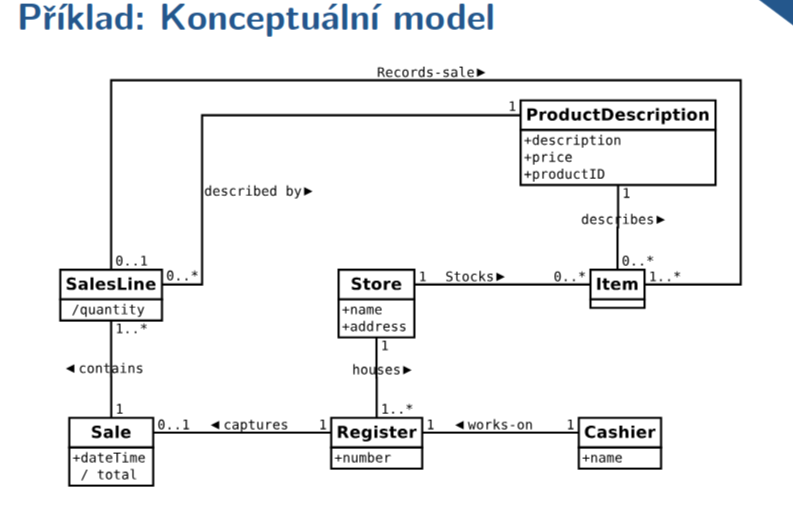 Příklad: Konceptuální model
Records-sale►
1
ProductDescription
+description
+price
+productID
described by►
1
describes►
0..1
0..*
0..*
SalesLine
/quantity
1..*
Store
+name
+address
1
Stocks►
0..*
Item
1..*
1
◄contains
houses►
1
1..*
Sale
+dateTime
/ total
0..1
◄captures
1
Register
+number
1
◄works-on
1
Cashier
+name